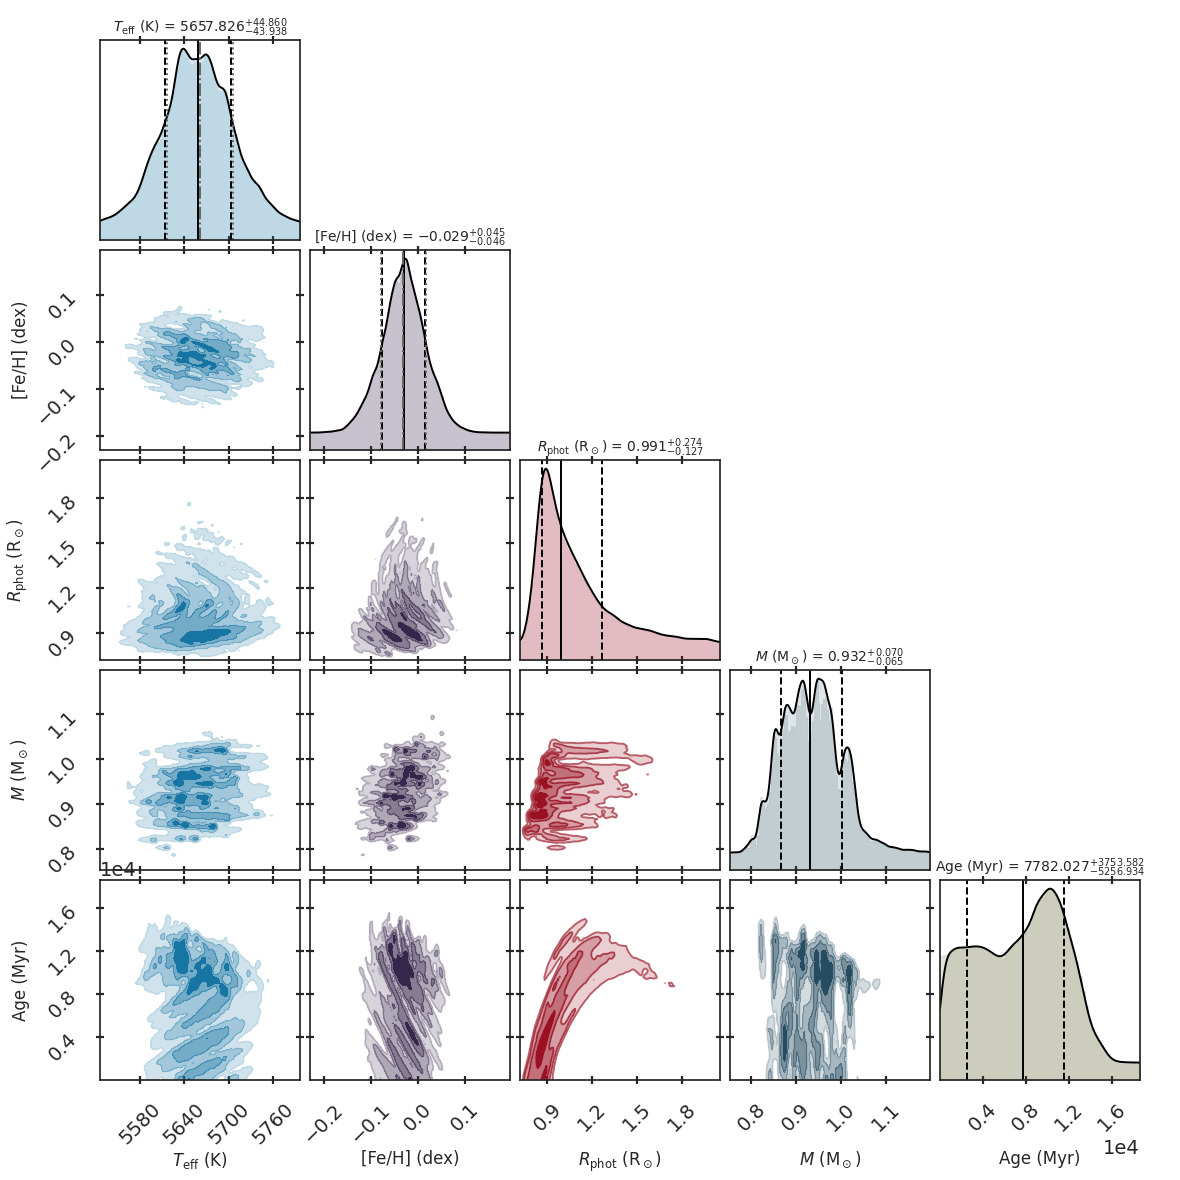 T_eff (K) = 5657.826 +44.860 −43.938
[Fe/H] (dex) = −0.029 +0.045 −0.046
[Fe/H] (dex)
0.1
0.0
−0.1
−0.2
R_phot (R⊙) = 0.991 +0.274 −0.127
R_phot (R⊙)
1.8
1.5
1.2
0.9
M (M⊙) = 0.932 +0.070 −0.065
M (M⊙)
1.1
1.0
0.9
0.8
1e4
Age (Myr) = 7782.027 +3753.582 −5256.934
Age (Myr)
1.6
1.2
0.8
0.4
5580 5640 5700 5760
−0.2 −0.1 0.0 0.1
0.9 1.2 1.5 1.8
0.8 0.9 1.0 1.1
0.4 0.8 1.2 1.6
1e4
T_eff (K)
[Fe/H] (dex)
R_phot (R⊙)
M (M⊙)
Age (Myr)